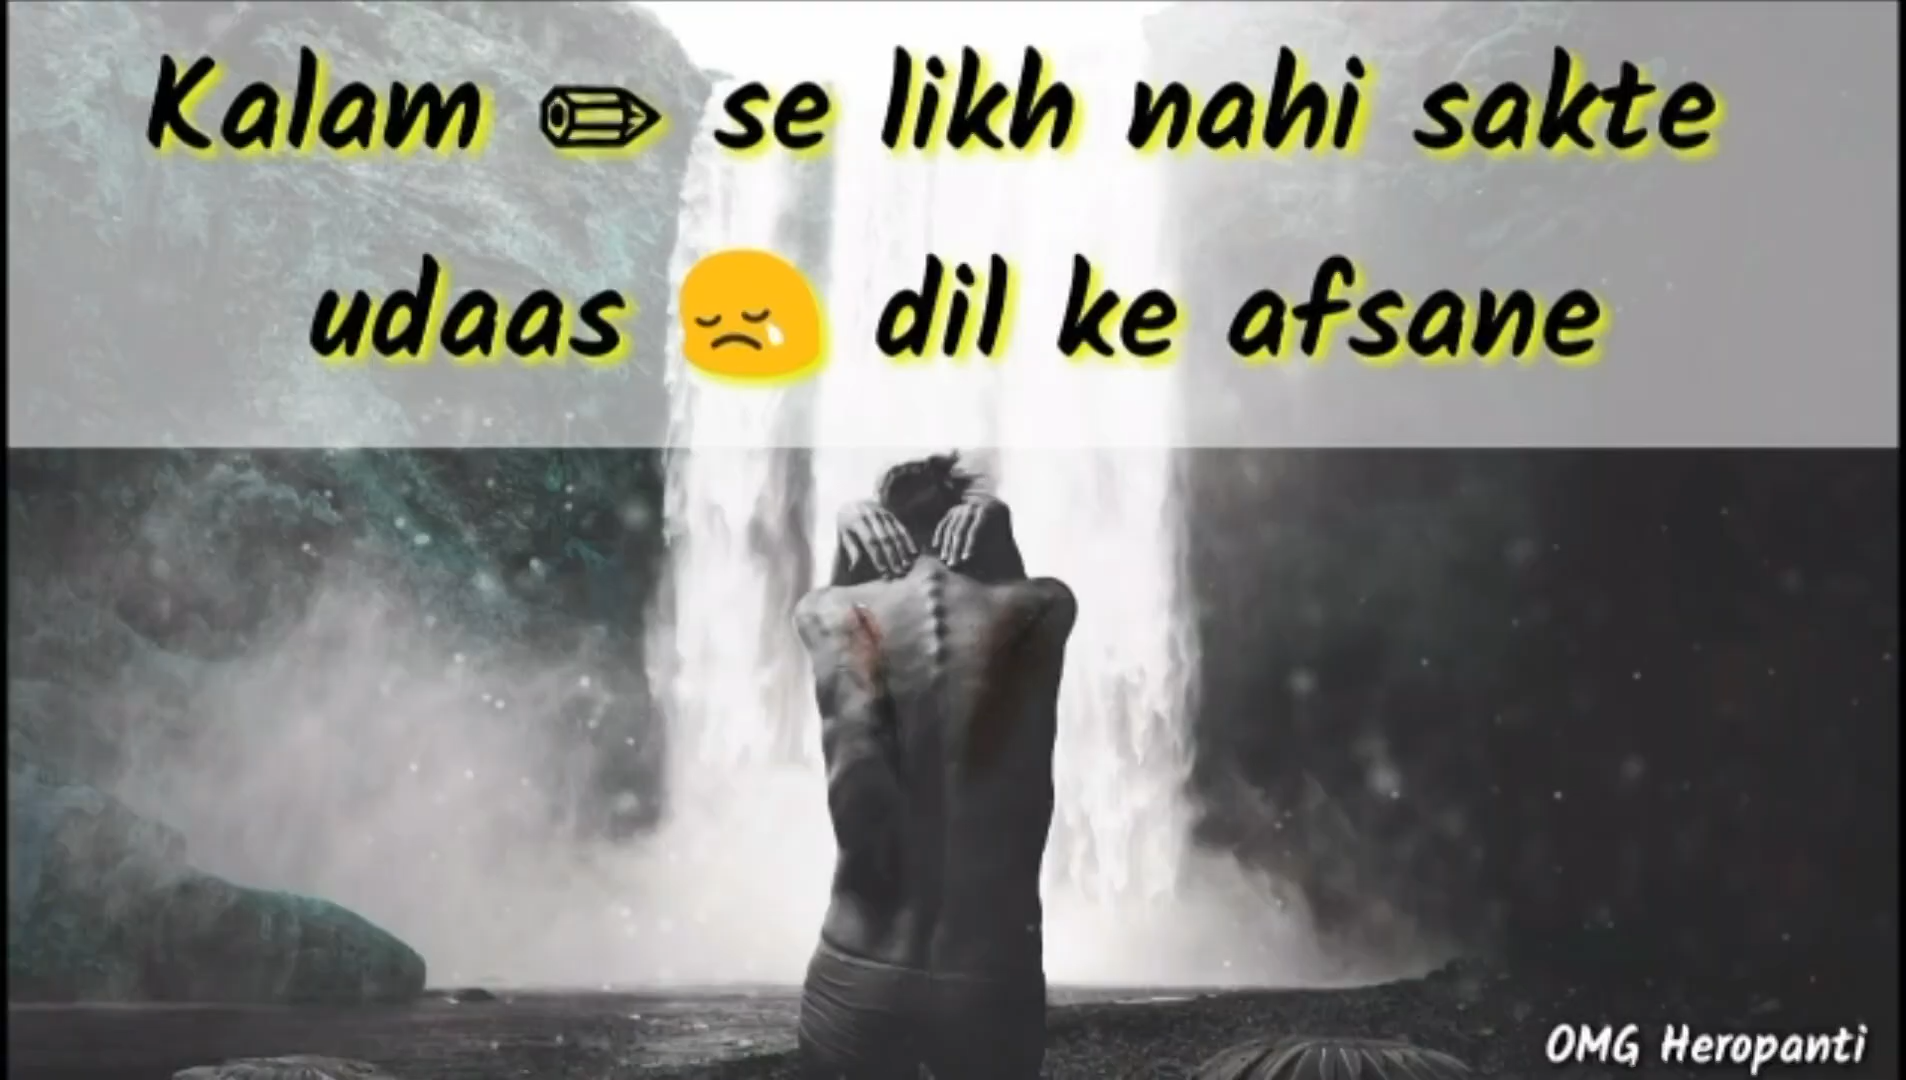 Kalam ✏ se likh nahi sakte
udaas 😢 dil ke afsane
OMG Heropanti